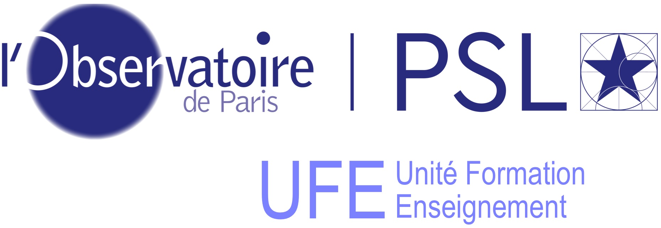 l'Observatoire
de Paris
PSL
UFE
Unité Formation
Enseignement